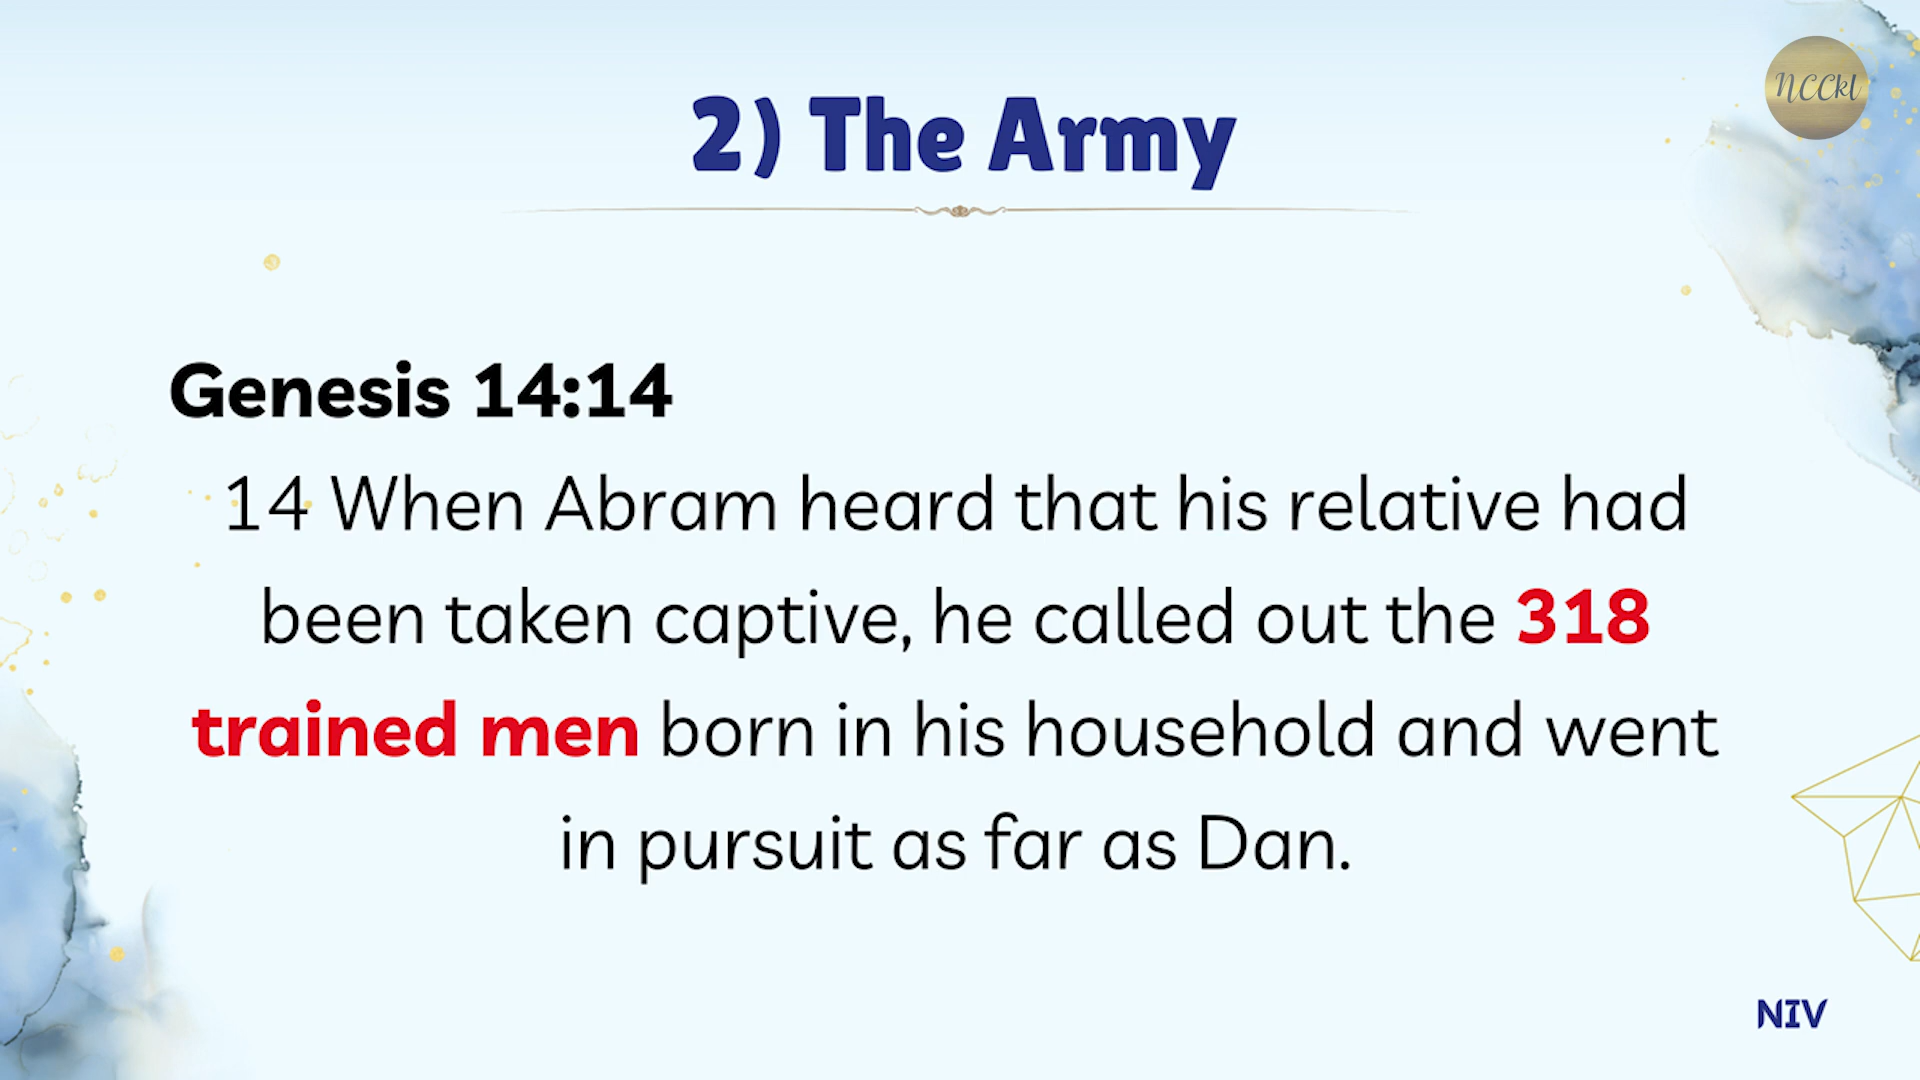 NCCkl
2) The Army
Genesis 14:14
14 When Abram heard that his relative had
been taken captive, he called out the 318
trained men born in his household and went
in pursuit as far as Dan.
NIV